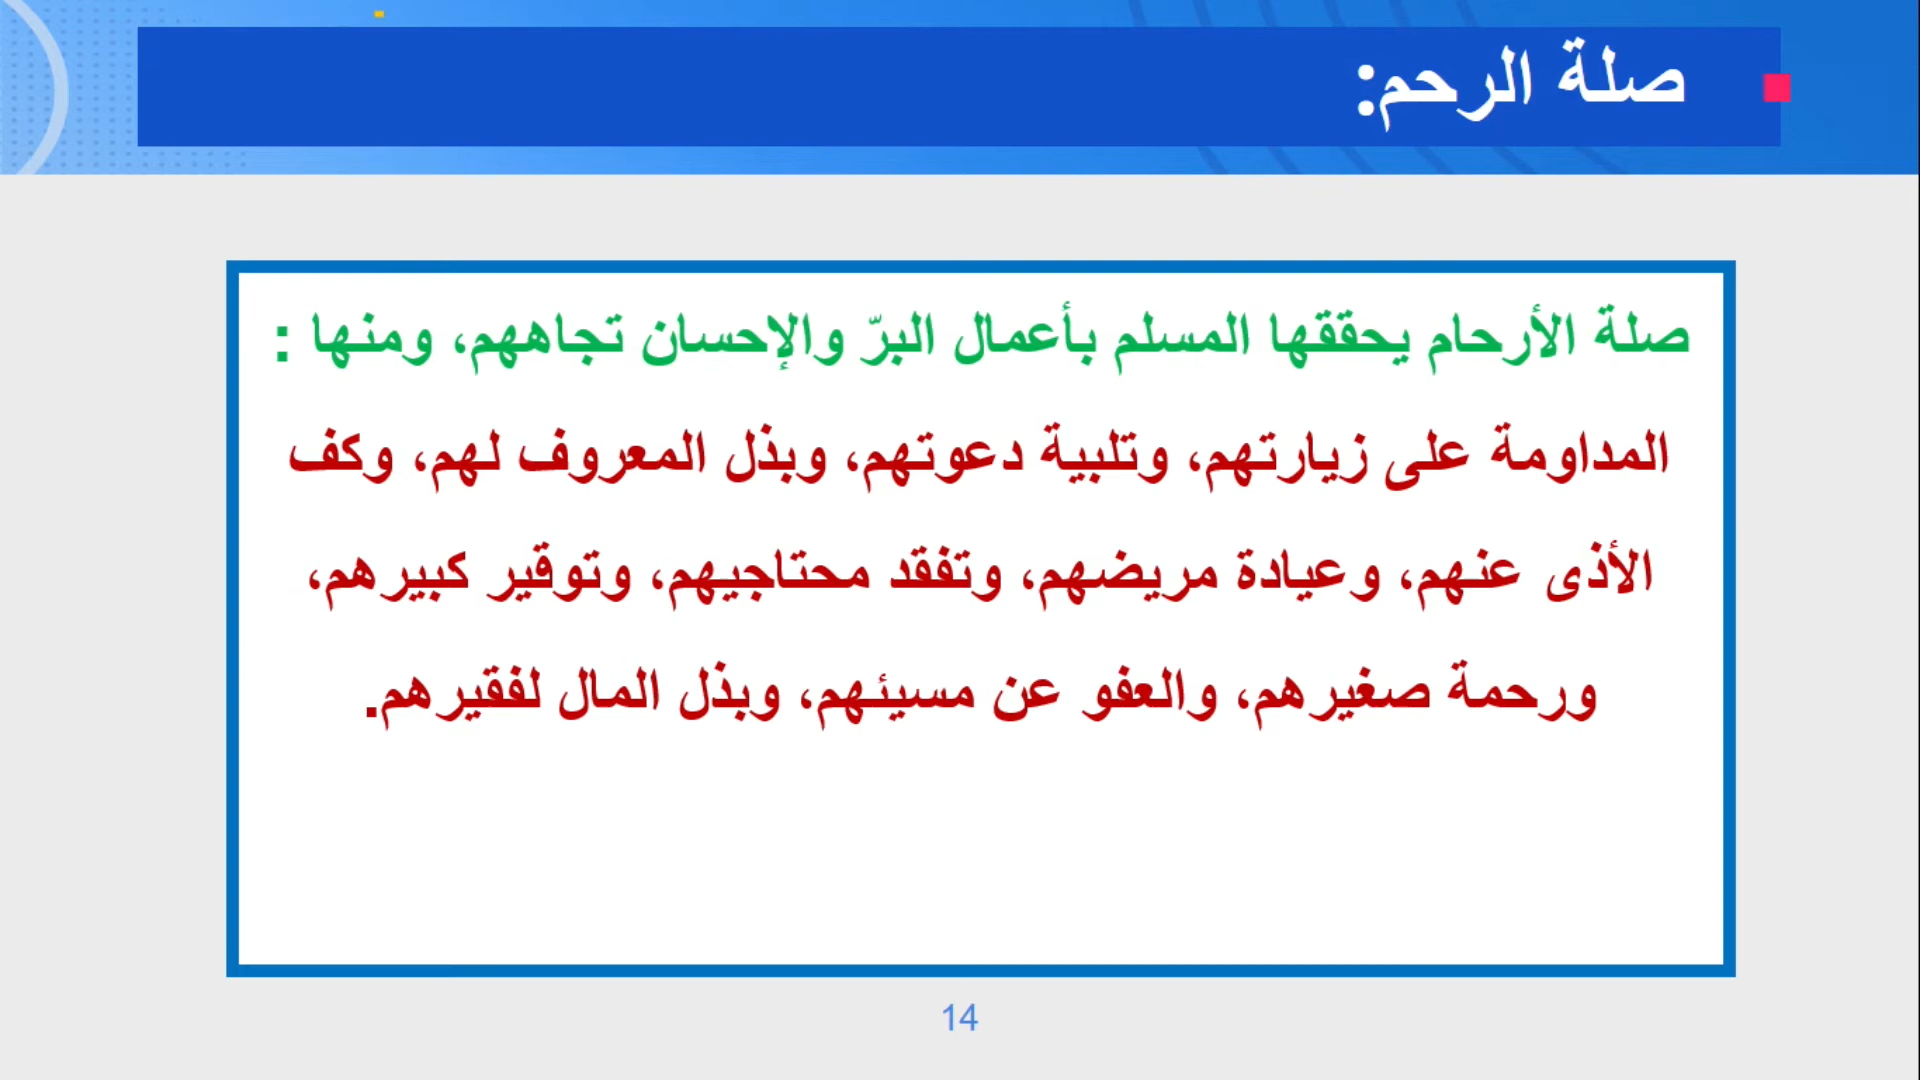 صلة الرحم:
صلة الأرحام يحققها المسلم بأعمال البرّ والإحسان تجاههم، ومنها :
المداومة على زيارتهم، وتلبية دعوتهم، وبذل المعروف لهم، وكف
الأذى عنهم، وعيادة مريضهم، وتفقد محتاجيهم، وتوقير كبيرهم،
ورحمة صغيرهم، والعفو عن مسيئهم، وبذل المال لفقيرهم.
14